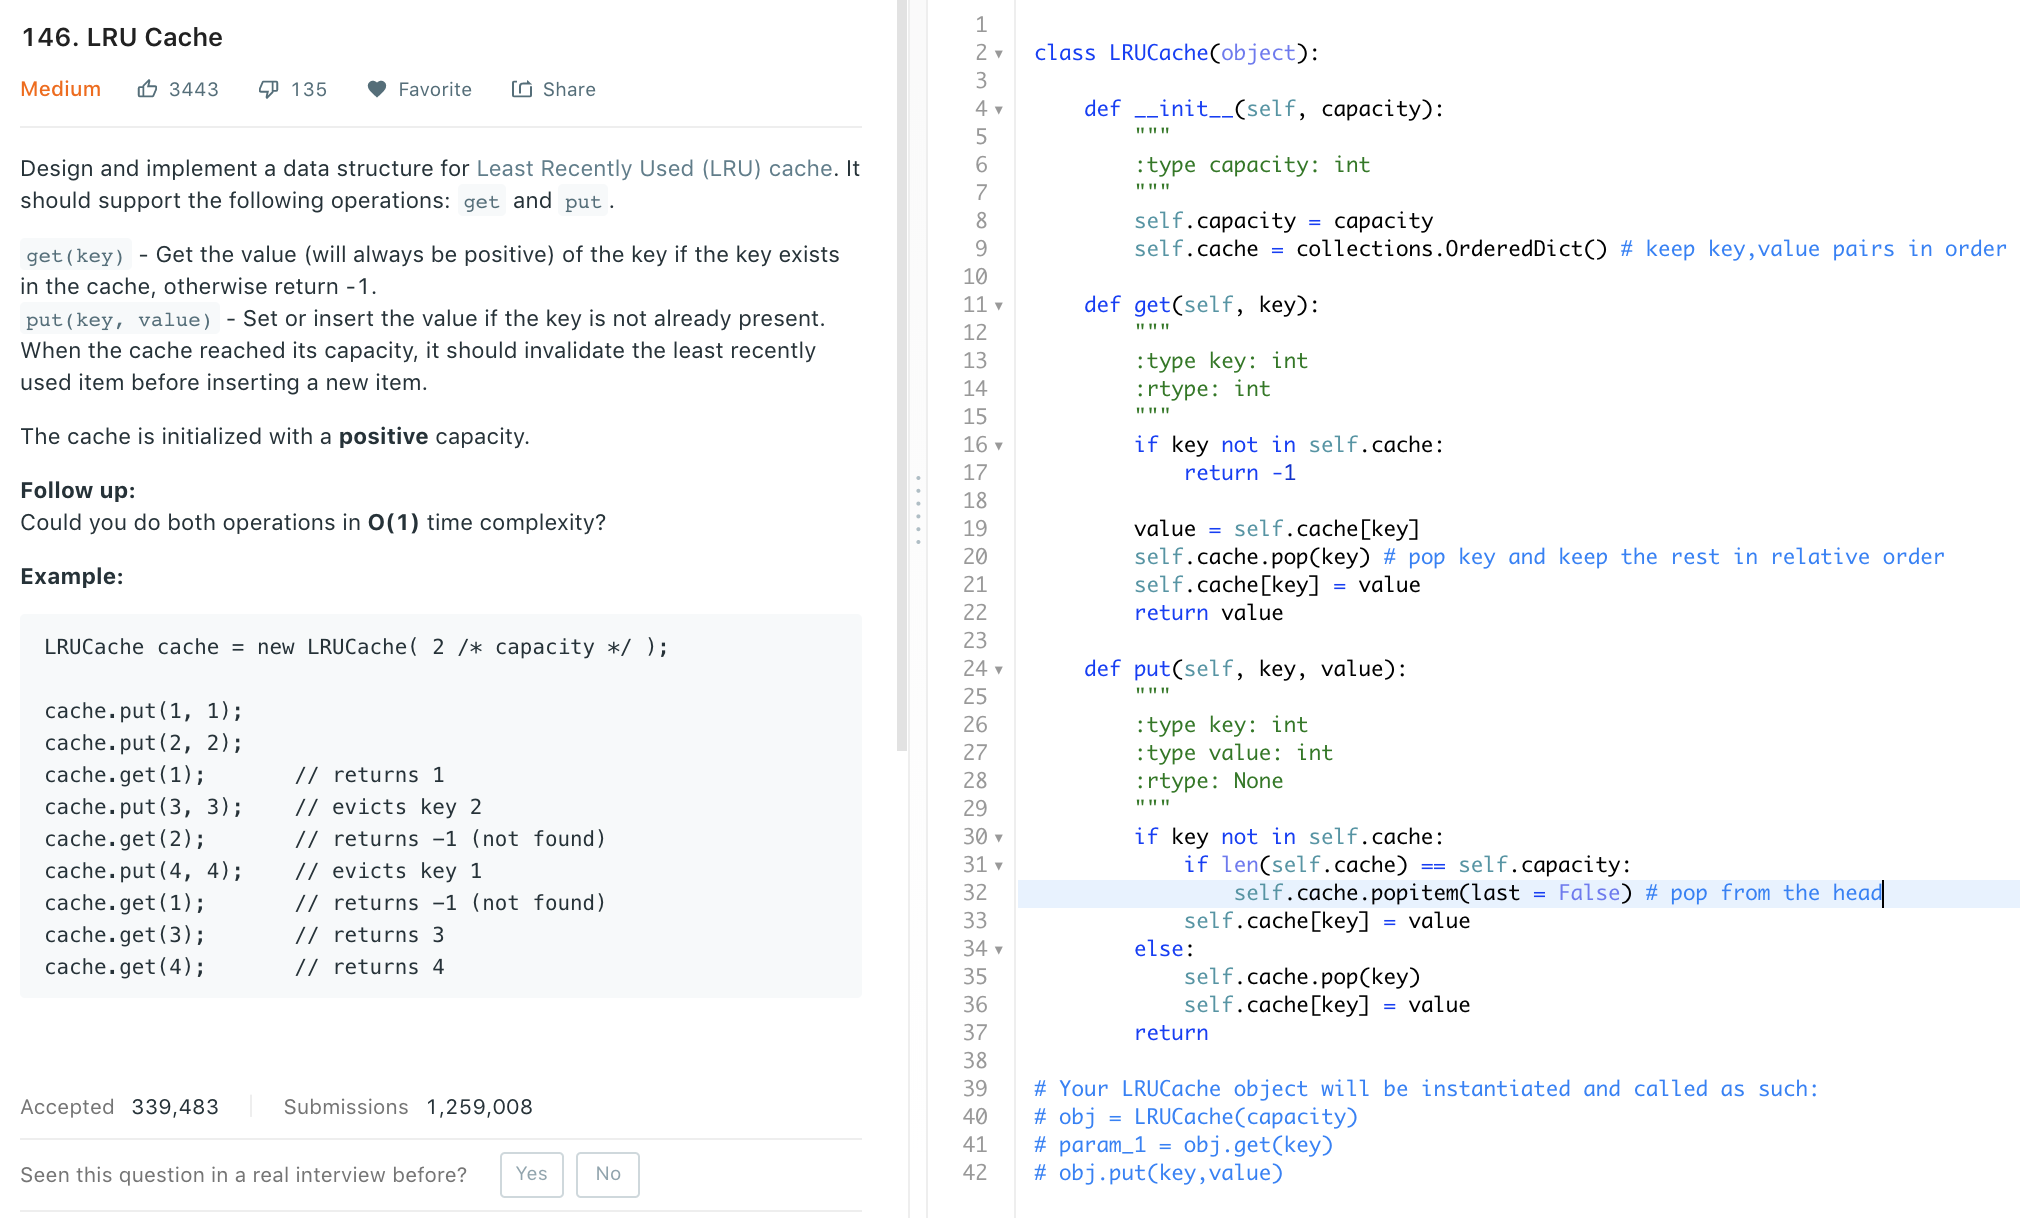 146. LRU Cache
Medium 3443 135 Favorite Share
Design and implement a data structure for Least Recently Used (LRU) cache. It
should support the following operations: get and put .
get(key) - Get the value (will always be positive) of the key if the key exists
in the cache, otherwise return -1.
put(key, value) - Set or insert the value if the key is not already present.
When the cache reached its capacity, it should invalidate the least recently
used item before inserting a new item.
The cache is initialized with a positive capacity.
Follow up:
Could you do both operations in O(1) time complexity?
Example:
LRUCache cache = new LRUCache( 2 /* capacity */ );
cache.put(1, 1);
cache.put(2, 2);
cache.get(1);       // returns 1
cache.put(3, 3);    // evicts key 2
cache.get(2);       // returns -1 (not found)
cache.put(4, 4);    // evicts key 1
cache.get(1);       // returns -1 (not found)
cache.get(3);       // returns 3
cache.get(4);       // returns 4
Accepted 339,483 Submissions 1,259,008
Seen this question in a real interview before? Yes No
1
2 class LRUCache(object):
3
4     def __init__(self, capacity):
5         """
6         :type capacity: int
7         """
8         self.capacity = capacity
9         self.cache = collections.OrderedDict() # keep key,value pairs in order
10
11     def get(self, key):
12         """
13         :type key: int
14         :rtype: int
15         """
16         if key not in self.cache:
17             return -1
18
19         value = self.cache[key]
20         self.cache.pop(key) # pop key and keep the rest in relative order
21         self.cache[key] = value
22         return value
23
24     def put(self, key, value):
25         """
26         :type key: int
27         :type value: int
28         :rtype: None
29         """
30         if key not in self.cache:
31             if len(self.cache) == self.capacity:
32                 self.cache.popitem(last = False) # pop from the head
33             self.cache[key] = value
34         else:
35             self.cache.pop(key)
36             self.cache[key] = value
37         return
38
39 # Your LRUCache object will be instantiated and called as such:
40 # obj = LRUCache(capacity)
41 # param_1 = obj.get(key)
42 # obj.put(key,value)